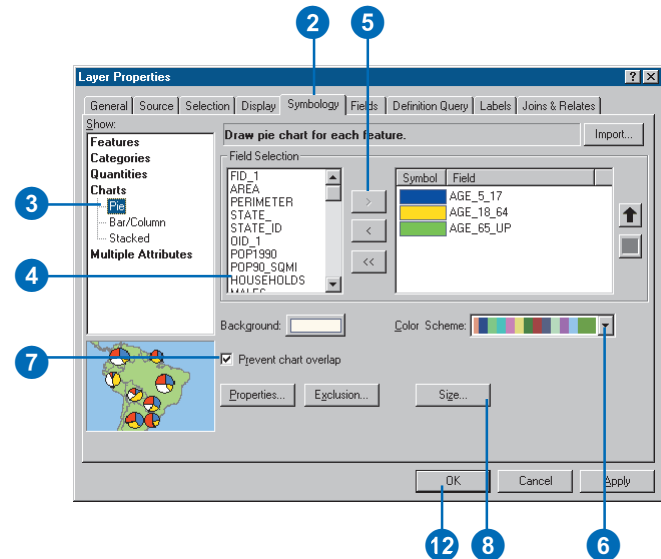 2 5
Layer Properties ? ×
General Source Selection Display Symbology Fields Definition Query Labels Joins & Relates
Show:
Features
Categories
Quantities
Charts
Pie
Bar/Column
Stacked
Multiple Attributes
3
Draw pie chart for each feature. Import...
Field Selection
FID_1
AREA
PERIMETER
STATE_
STATE_ID
OID_1
POP1990
POP90_SQMI
HOUSEHOLDS
MALES
4
>
<
<<
Symbol Field
AGE_5_17
AGE_18_64
AGE_65_UP
Background: Color Scheme:
7 Prevent chart overlap
Properties... Exclusion... Size...
OK Cancel Apply
12 8 6